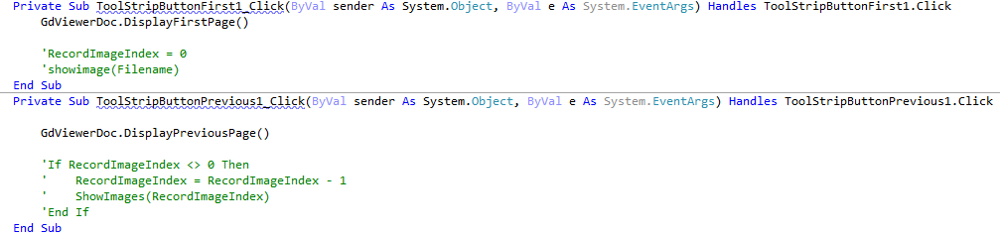 Private Sub ToolStripButtonFirst1_Click(ByVal sender As System.Object, ByVal e As System.EventArgs) Handles ToolStripButtonFirst1.Click
GdViewerDoc.DisplayFirstPage()
'RecordImageIndex = 0
'showimage(Filename)
End Sub
Private Sub ToolStripButtonPrevious1_Click(ByVal sender As System.Object, ByVal e As System.EventArgs) Handles ToolStripButtonPrevious1.Click
GdViewerDoc.DisplayPreviousPage()
'If RecordImageIndex <> 0 Then
'    RecordImageIndex = RecordImageIndex - 1
'    ShowImages(RecordImageIndex)
'End If
End Sub